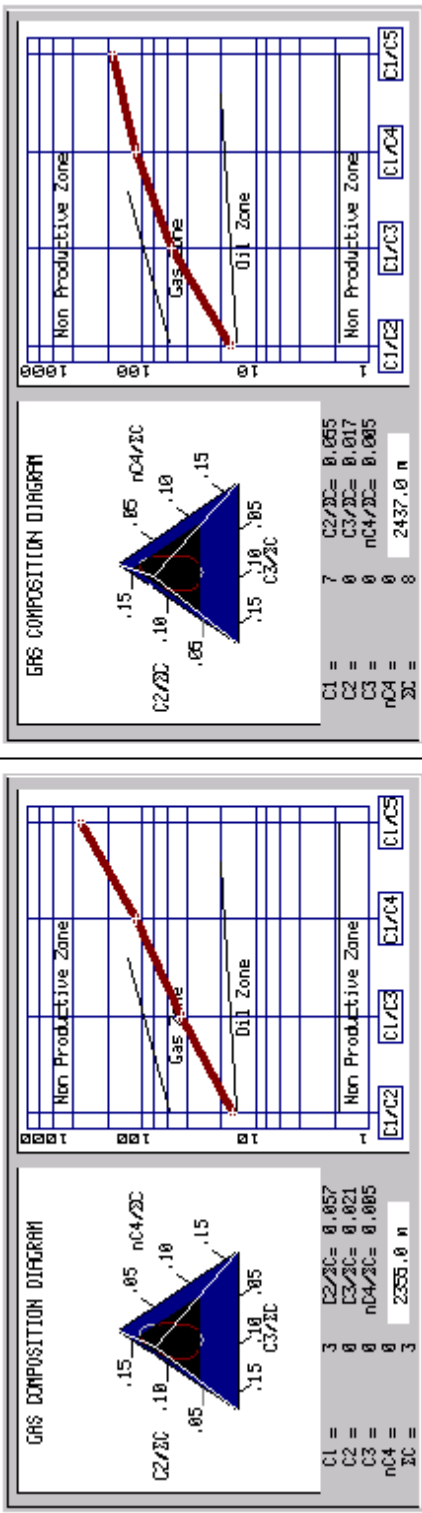 GAS COMPOSITION DIAGRAM
C2/ΣC
.15
.10
.05
nC4/ΣC
.05
.10
.15
.15
.10
.05
C3/ΣC
C1 = 3 C2/ΣC= 0.057
C2 = 0 C3/ΣC= 0.021
C3 = 0 nC4/ΣC= 0.005
nC4 = 0
ΣC = 3 2355.0 m
1000
100
10
1
Non Productive Zone
Gas Zone
Oil Zone
Non Productive Zone
C1/C2 C1/C3 C1/C4 C1/C5
GAS COMPOSITION DIAGRAM
C2/ΣC
.15
.10
.05
nC4/ΣC
.05
.10
.15
.15
.10
.05
C3/ΣC
C1 = 7 C2/ΣC= 0.055
C2 = 0 C3/ΣC= 0.017
C3 = 0 nC4/ΣC= 0.005
nC4 = 0
ΣC = 8 2437.0 m
1000
100
10
1
Non Productive Zone
Gas Zone
Oil Zone
Non Productive Zone
C1/C2 C1/C3 C1/C4 C1/C5